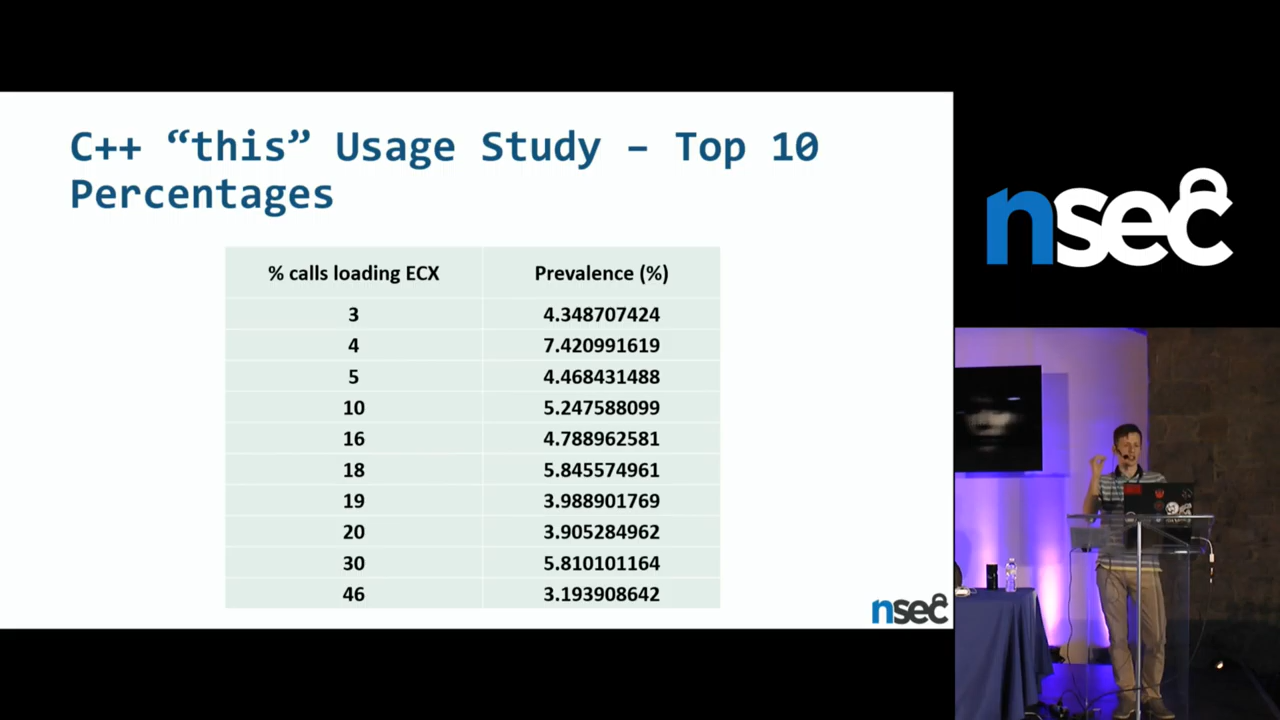 C++ “this” Usage Study – Top 10
Percentages
% calls loading ECX Prevalence (%)
3 4.348707424
4 7.420991619
5 4.468431488
10 5.247588099
16 4.788962581
18 5.845574961
19 3.988901769
20 3.905284962
30 5.810101164
46 3.193908642
nsec
nsec